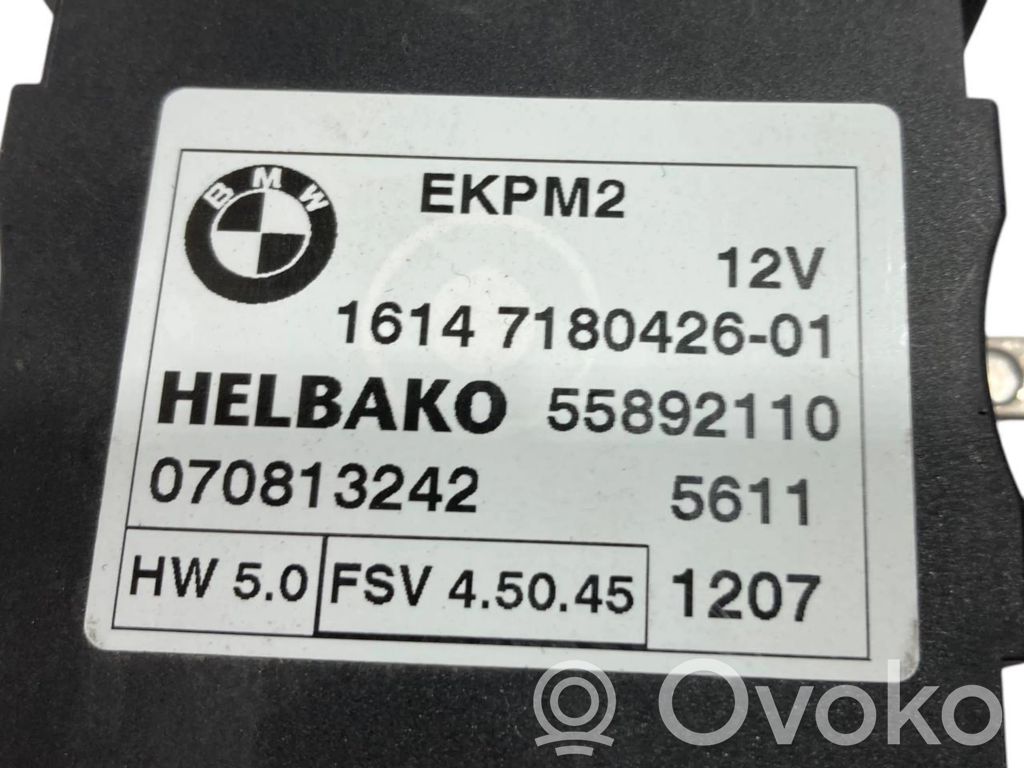 BMW
EKPM2
12V
1614 7180426-01
HELBAKO 55892110
070813242 5611
HW 5.0 FSV 4.50.45 1207
Ovoko